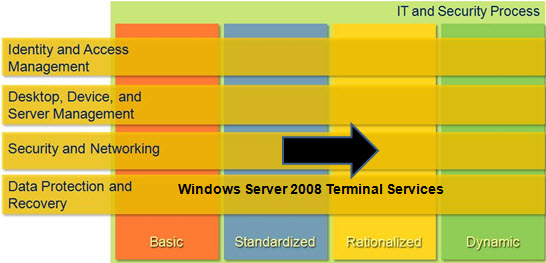 IT and Security Process
Identity and Access
Management
Desktop, Device, and
Server Management
Security and Networking
Data Protection and
Recovery
Windows Server 2008 Terminal Services
Basic
Standardized
Rationalized
Dynamic